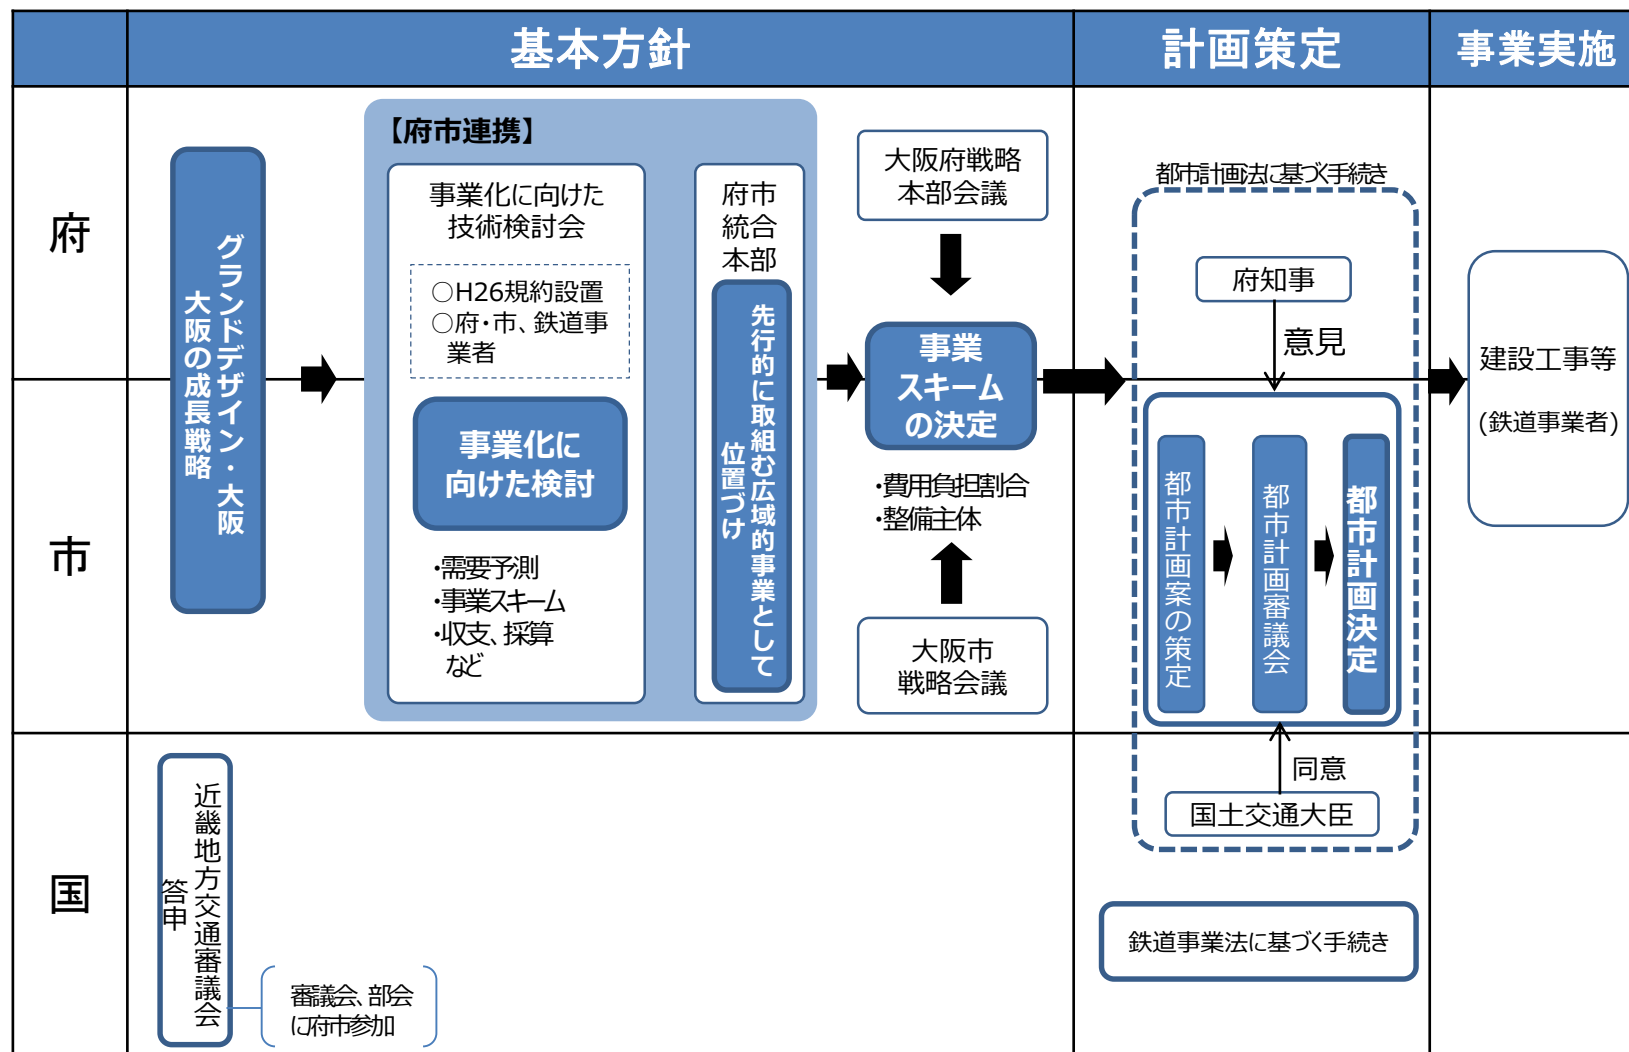 基本方針
計画策定
事業実施
府
市
国
グランドデザイン・大阪
大阪の成長戦略
【府市連携】
事業化に向けた
技術検討会
○H26規約設置
○府・市、鉄道事
業者
事業化に
向けた検討
・需要予測
・事業スキーム
・収支、採算
など
府市
統合
本部
先行的に取組む広域的事業として
位置づけ
大阪府戦略
本部会議
事業
スキーム
の決定
・費用負担割合
・整備主体
大阪市
戦略会議
都市計画法に基づく手続き
府知事
意見
都市計画案の策定
都市計画審議会
都市計画決定
同意
国土交通大臣
鉄道事業法に基づく手続き
建設工事等
(鉄道事業者)
近畿地方交通審議会
答申
審議会、部会
に府市参加